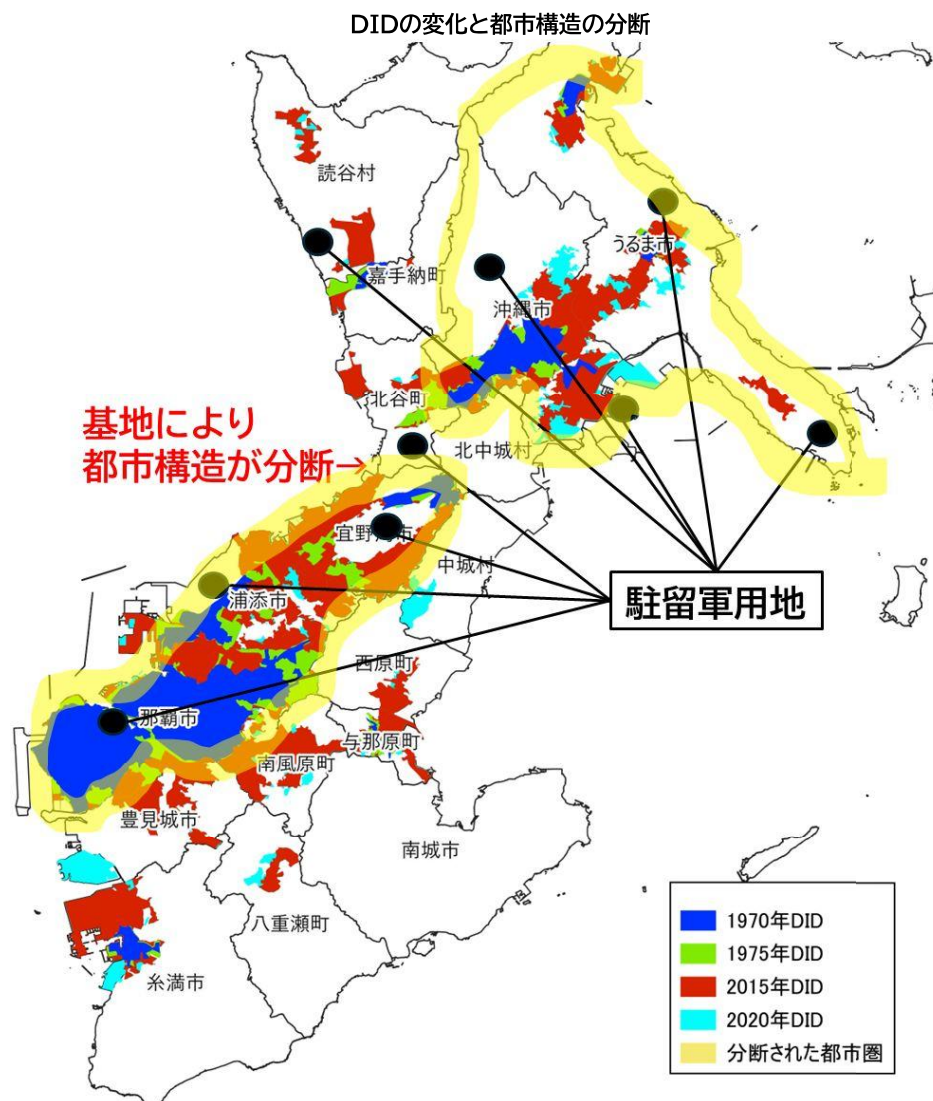 DIDの変化と都市構造の分断
読谷村
嘉手納町
うるま市
沖縄市
北谷町
基地により
都市構造が分断→
北中城村
宜野湾市
中城村
浦添市
駐留軍用地
西原町
那覇市
与那原町
南風原町
豊見城市
南城市
八重瀬町
糸満市
1970年DID
1975年DID
2015年DID
2020年DID
分断された都市圏